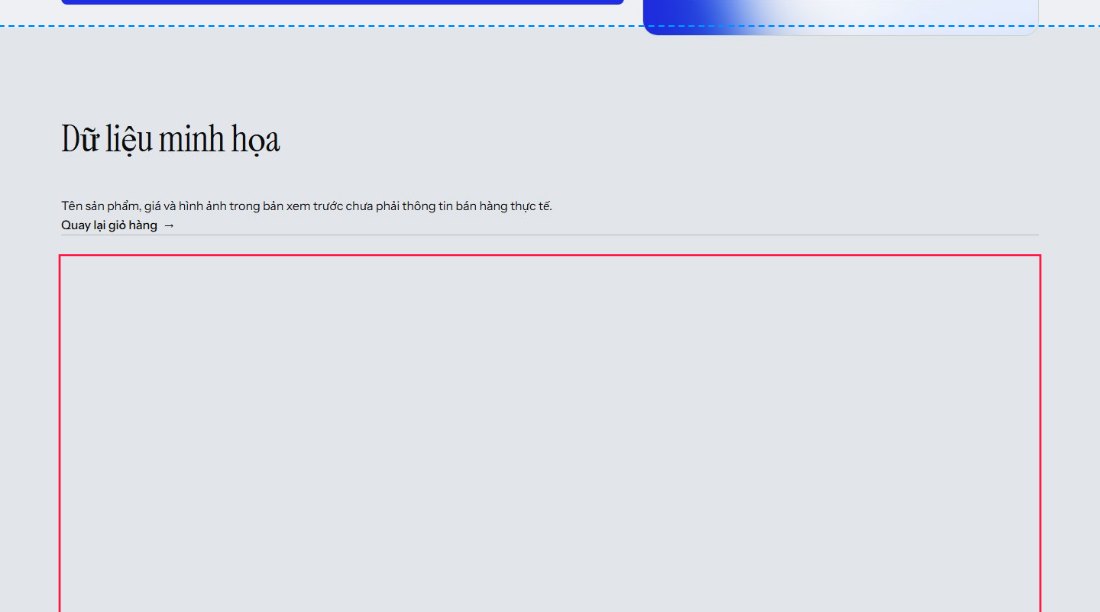 Dữ liệu minh họa
Tên sản phẩm, giá và hình ảnh trong bản xem trước chưa phải thông tin bán hàng thực tế.
Quay lại giỏ hàng →